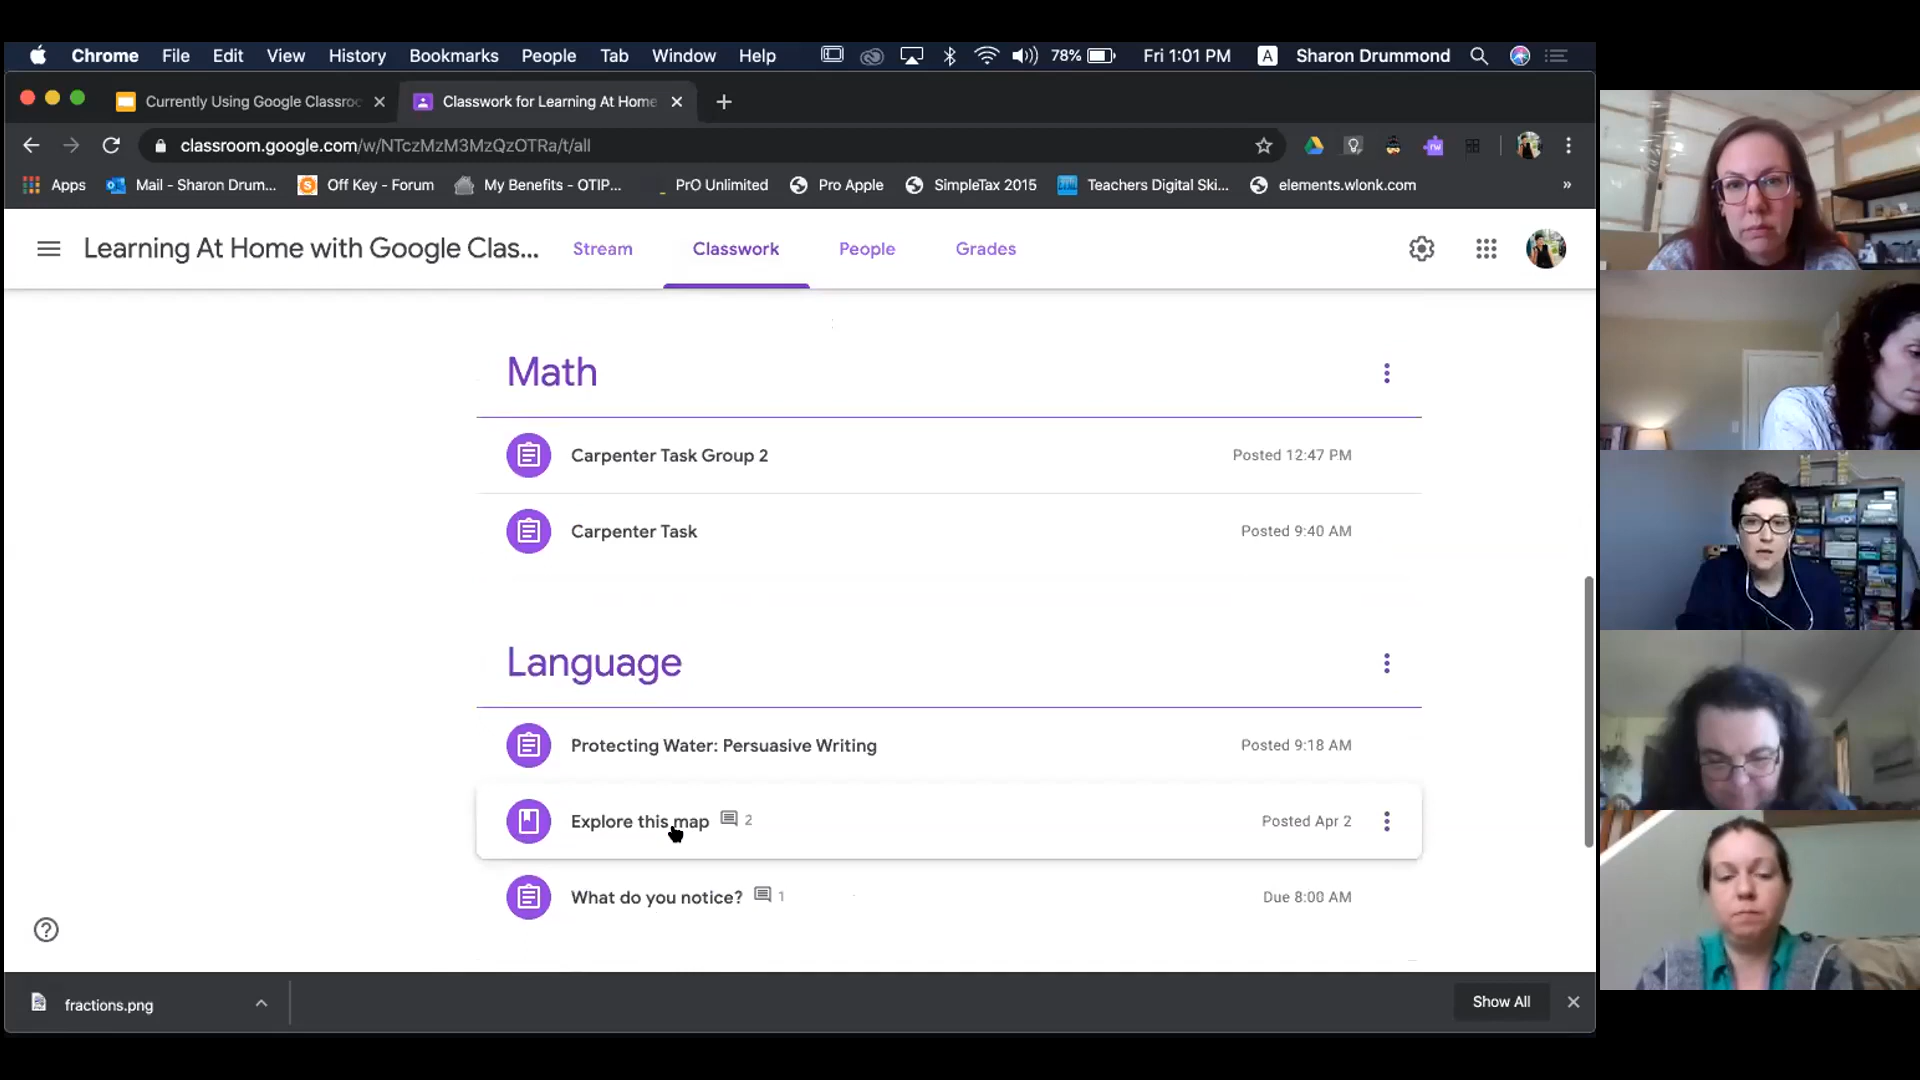 Chrome File Edit View History Bookmarks People Tab Window Help 78% Fri 1:01 PM A Sharon Drummond
Currently Using Google Classroo Classwork for Learning At Home
classroom.google.com/w/NTczMzM3MzQzOTRa/t/all rw
Apps Mail - Sharon Drum... Off Key - Forum My Benefits - OTIP... PrO Unlimited Pro Apple SimpleTax 2015 Teachers Digital Ski... elements.wlonk.com »
Learning At Home with Google Clas... Stream Classwork People Grades
Math
Carpenter Task Group 2 Posted 12:47 PM
Carpenter Task Posted 9:40 AM
Language
Protecting Water: Persuasive Writing Posted 9:18 AM
Explore this map 2 Posted Apr 2
What do you notice? 1 Due 8:00 AM
fractions.png Show All